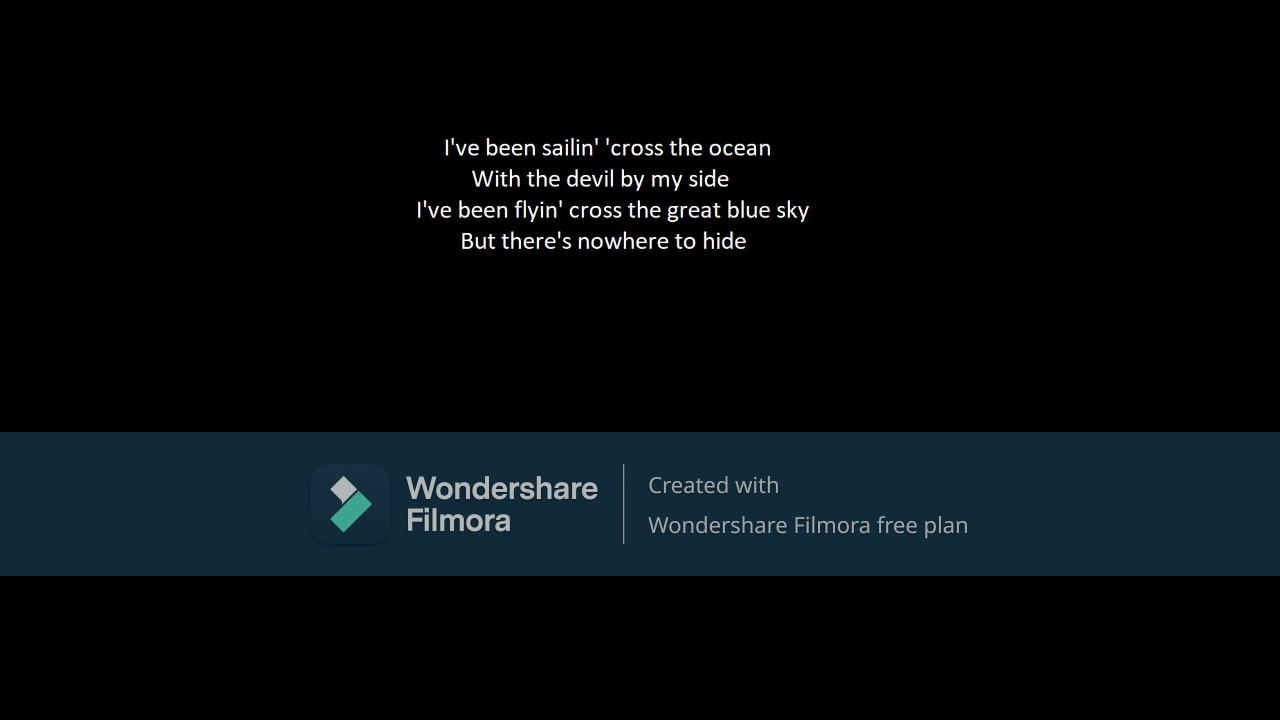 I've been sailin' 'cross the ocean
With the devil by my side
I've been flyin' cross the great blue sky
But there's nowhere to hide
Wondershare
Filmora
Created with
Wondershare Filmora free plan